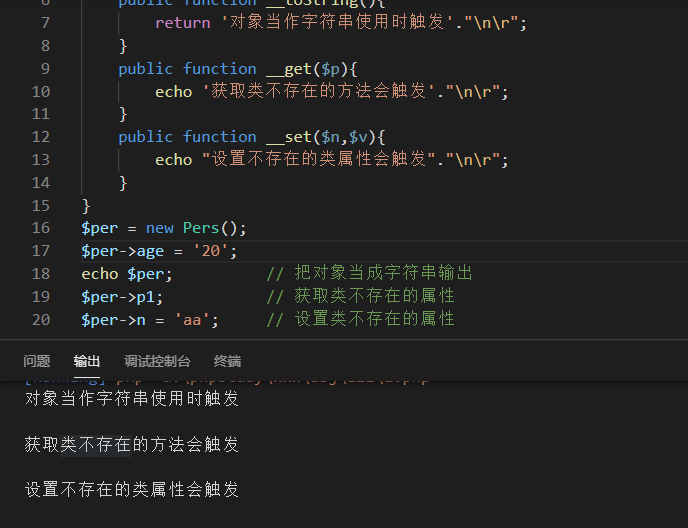 7 return '对象当作字符串使用时触发'."\n\r";
8 }
9 public function __get($p){
10 echo '获取类不存在的方法会触发'."\n\r";
11 }
12 public function __set($n,$v){
13 echo "设置不存在的类属性会触发"."\n\r";
14 }
15 }
16 $per = new Pers();
17 $per->age = '20';
18 echo $per; // 把对象当成字符串输出
19 $per->p1; // 获取类不存在的属性
20 $per->n = 'aa'; // 设置类不存在的属性
问题 输出 调试控制台 终端
对象当作字符串使用时触发
获取类不存在的方法会触发
设置不存在的类属性会触发